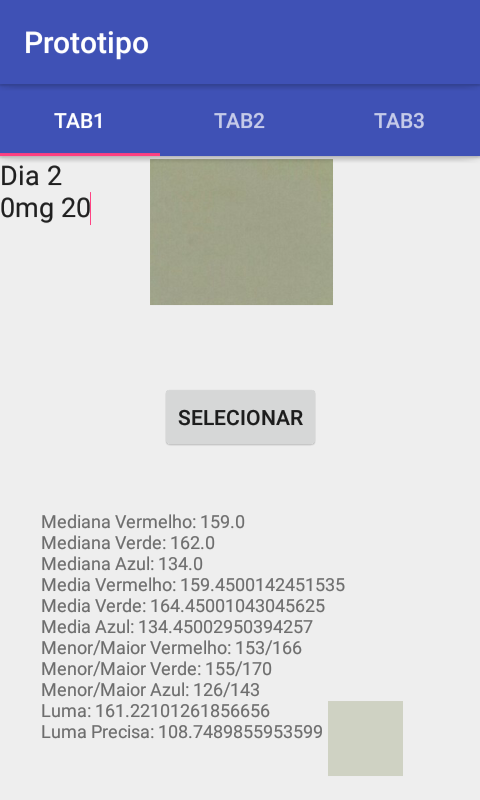 Prototipo
TAB1 TAB2 TAB3
Dia 2
0mg 20
SELECIONAR
Mediana Vermelho: 159.0
Mediana Verde: 162.0
Mediana Azul: 134.0
Media Vermelho: 159.4500142451535
Media Verde: 164.45001043045625
Media Azul: 134.45002950394257
Menor/Maior Vermelho: 153/166
Menor/Maior Verde: 155/170
Menor/Maior Azul: 126/143
Luma: 161.22101261856656
Luma Precisa: 108.7489855953599